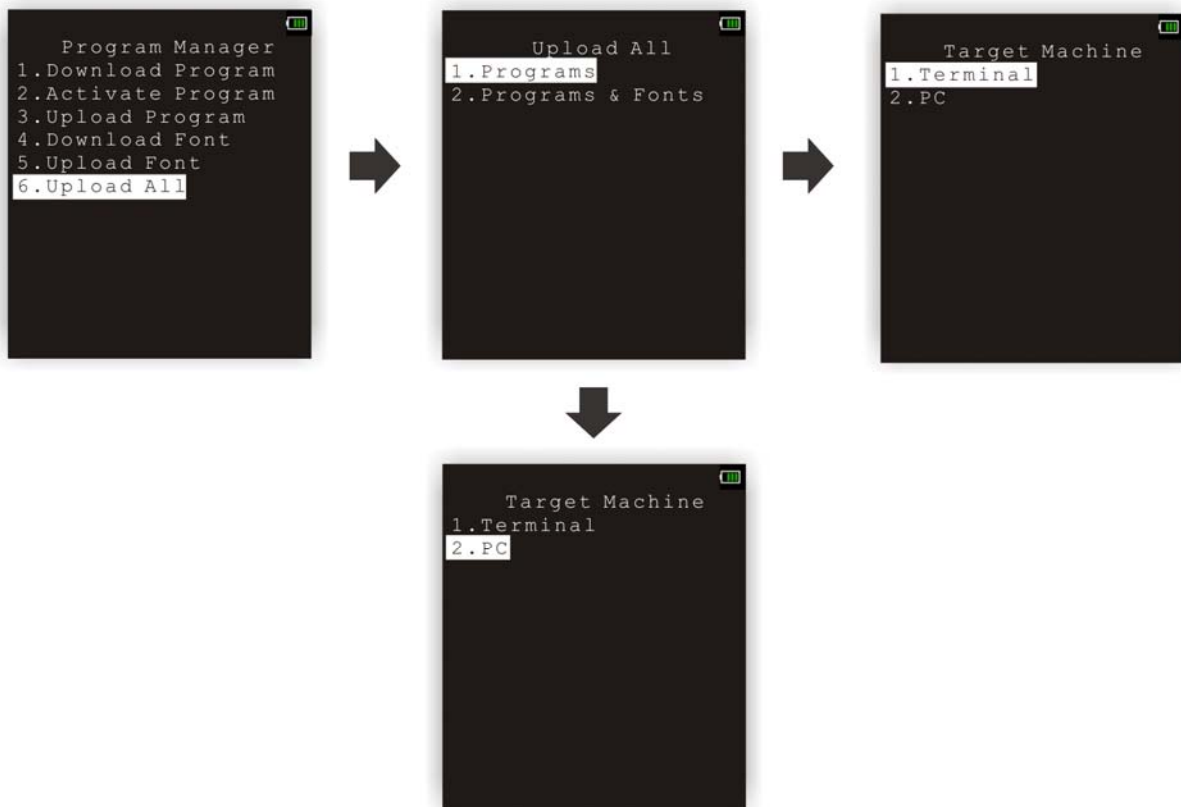 Program Manager
1.Download Program
2.Activate Program
3.Upload Program
4.Download Font
5.Upload Font
6.Upload All
Upload All
1.Programs
2.Programs & Fonts
Target Machine
1.Terminal
2.PC
Target Machine
1.Terminal
2.PC